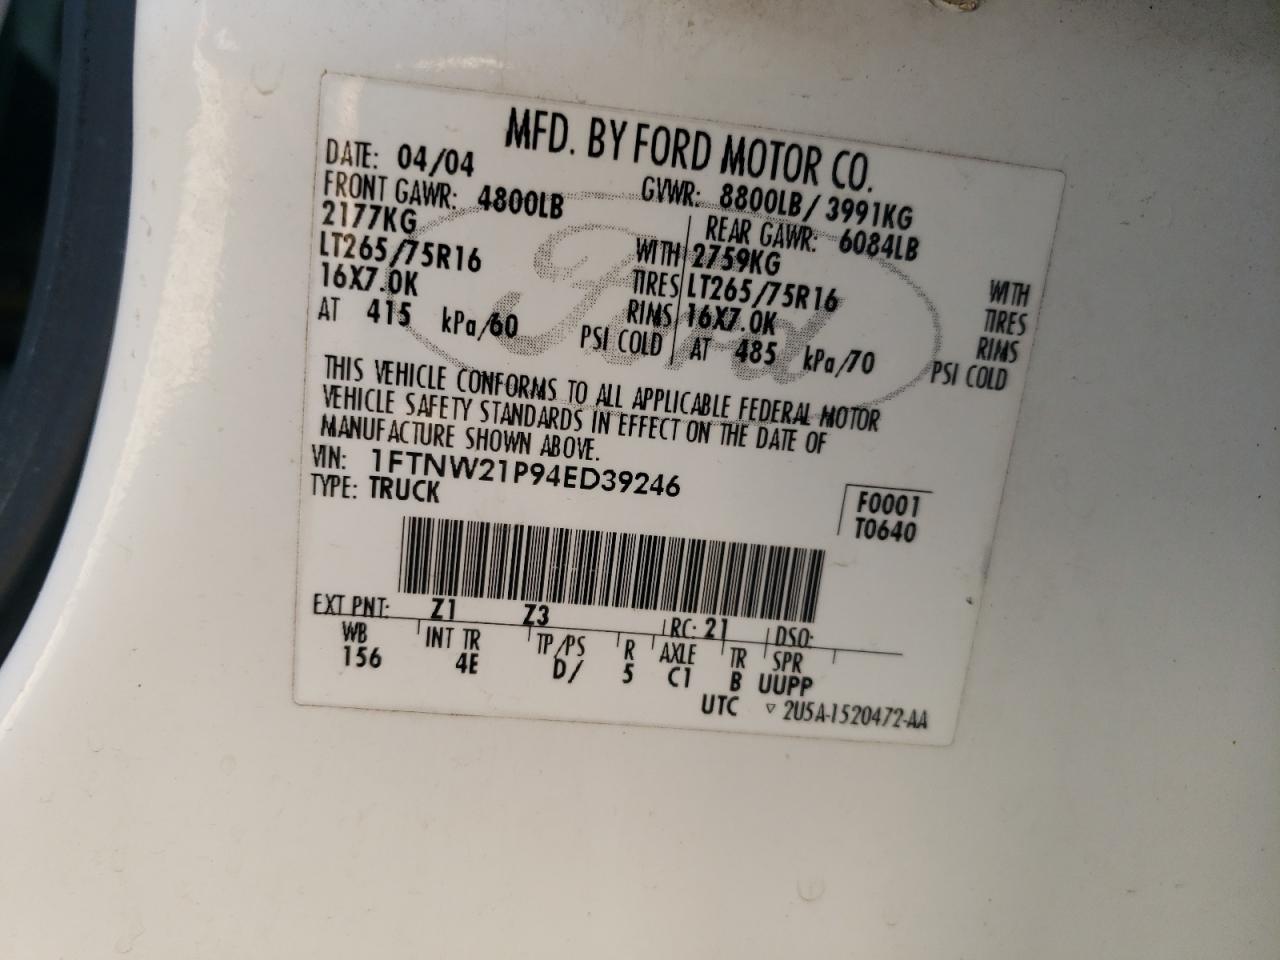 MFD. BY FORD MOTOR CO.
DATE: 04/04 GVWR: 8800LB/ 3991KG
FRONT GAWR: 4800LB REAR GAWR: 6084LB
2177KG WITH 2759KG WITH
LT265/75R16 TIRES LT265/75R16 TIRES
16X7.0K RIMS 16X7.0K RIMS
AT 415 kPa/60 PSI COLD AT 485 kPa/70 PSI COLD
Ford
THIS VEHICLE CONFORMS TO ALL APPLICABLE FEDERAL MOTOR
VEHICLE SAFETY STANDARDS IN EFFECT ON THE DATE OF
MANUFACTURE SHOWN ABOVE.
VIN: 1FTNW21P94ED39246
TYPE: TRUCK
F0001
T0640
EXT PNT: Z1 Z3 RC: 21 DSO:
WB INT TR TP/PS R AXLE TR SPR
156 4E D/ 5 C1 B UUPP
UTC ▽ 2U5A-1520472-AA